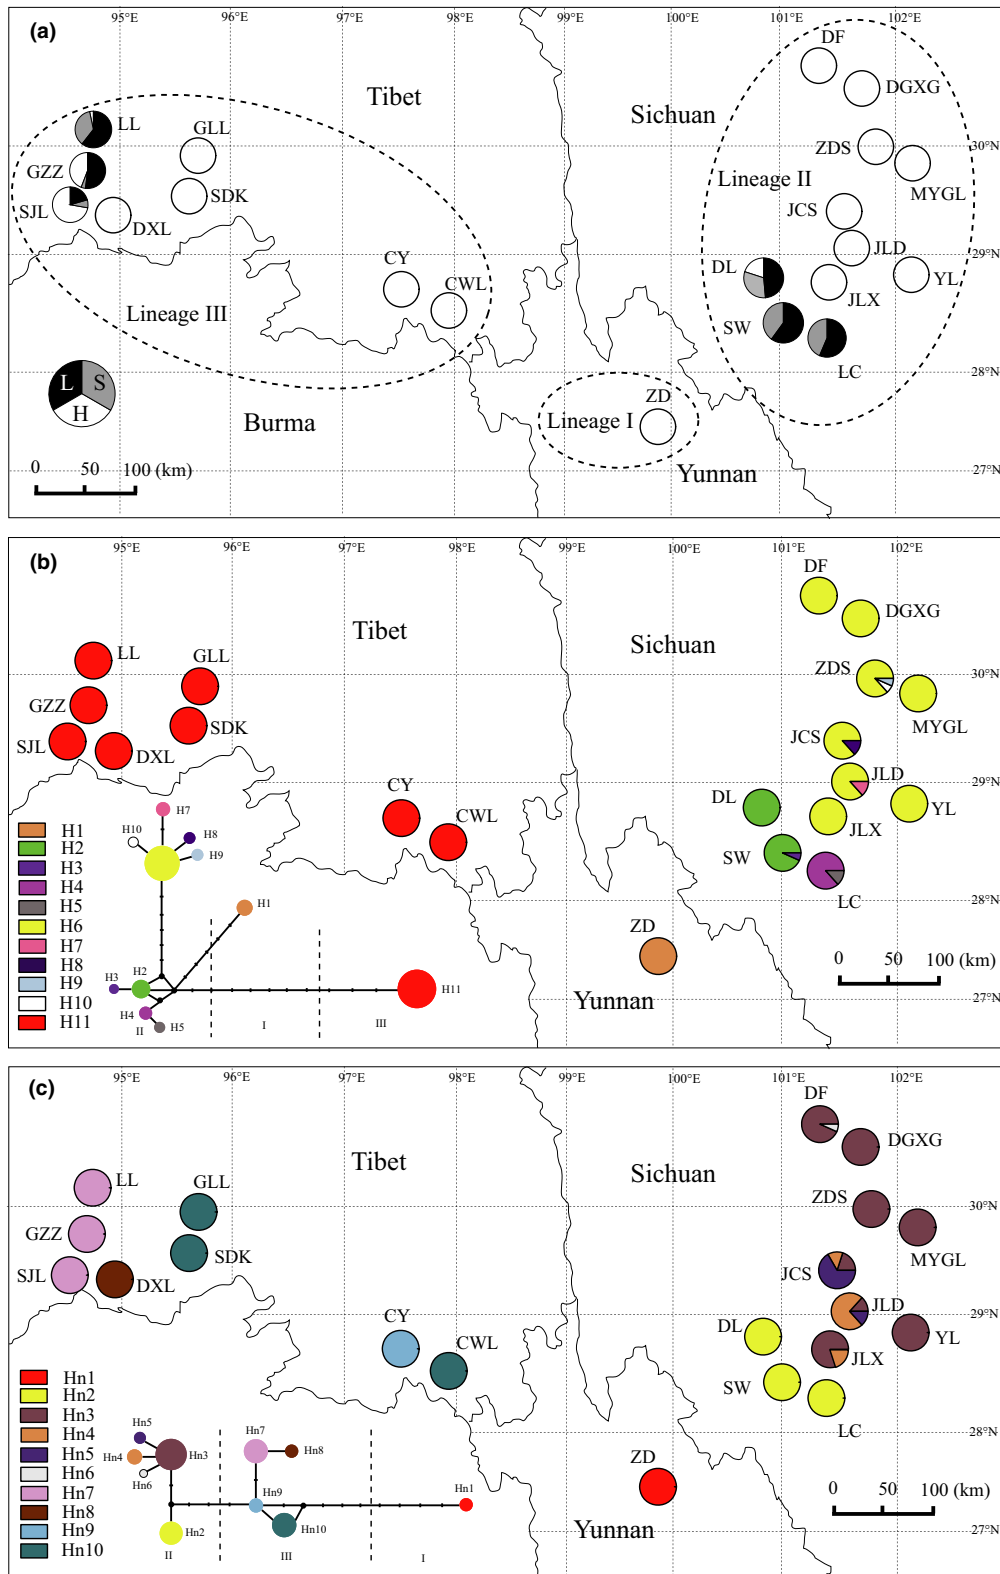 (a)
95°E 96°E 97°E 98°E 99°E 100°E 101°E 102°E
DF
Tibet
Sichuan
DGXG
LL
GLL
30°N
ZDS
GZZ
Lineage II
MYGL
SJL
SDK
DXL
JCS
JLD
29°N
CY
DL
YL
CWL
JLX
Lineage III
SW
LC
28°N
L S
H
ZD
Burma
Lineage I
0 50 100 (km)
Yunnan
27°N
(b)
95°E 96°E 97°E 98°E 99°E 100°E 101°E 102°E
DF
Tibet
Sichuan
DGXG
LL
GLL
ZDS
30°N
GZZ
MYGL
SJL
SDK
DXL
JCS
JLD
29°N
CY
DL
YL
CWL
JLX
SW
LC
28°N
ZD
Yunnan
0 50 100 (km)
27°N
H1
H2
H3
H4
H5
H6
H7
H8
H9
H10
H11
H7
H10
H8
H9
H1
H3 H2
H11
H4
H5
II I III
(c)
95°E 96°E 97°E 98°E 99°E 100°E 101°E 102°E
DF
Tibet
Sichuan
DGXG
LL
GLL
ZDS
30°N
GZZ
MYGL
SJL
SDK
DXL
JCS
JLD
29°N
CY
DL
YL
CWL
JLX
SW
LC
28°N
ZD
Yunnan
0 50 100 (km)
27°N
Hn1
Hn2
Hn3
Hn4
Hn5
Hn6
Hn7
Hn8
Hn9
Hn10
Hn5
Hn7
Hn4
Hn3
Hn8
Hn6
Hn9
Hn1
Hn2
Hn10
II III I